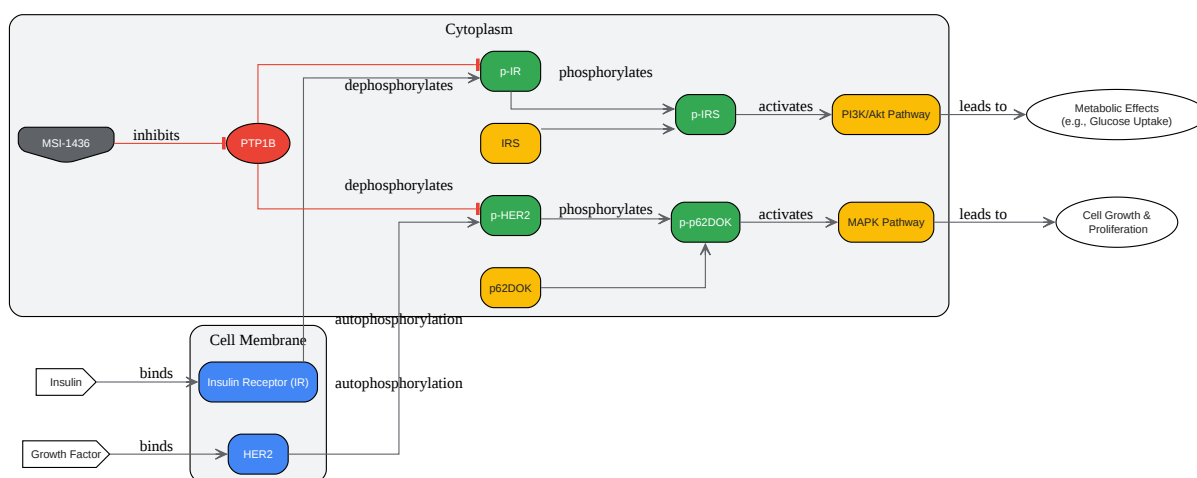 Cytoplasm
p-IR
phosphorylates
dephosphorylates
p-IRS
activates
PI3K/Akt Pathway
leads to
Metabolic Effects
(e.g., Glucose Uptake)
MSI-1436
inhibits
PTP1B
IRS
dephosphorylates
p-HER2
phosphorylates
p-p62DOK
activates
MAPK Pathway
leads to
Cell Growth &
Proliferation
p62DOK
autophosphorylation
Cell Membrane
Insulin
binds
Insulin Receptor (IR)
autophosphorylation
Growth Factor
binds
HER2